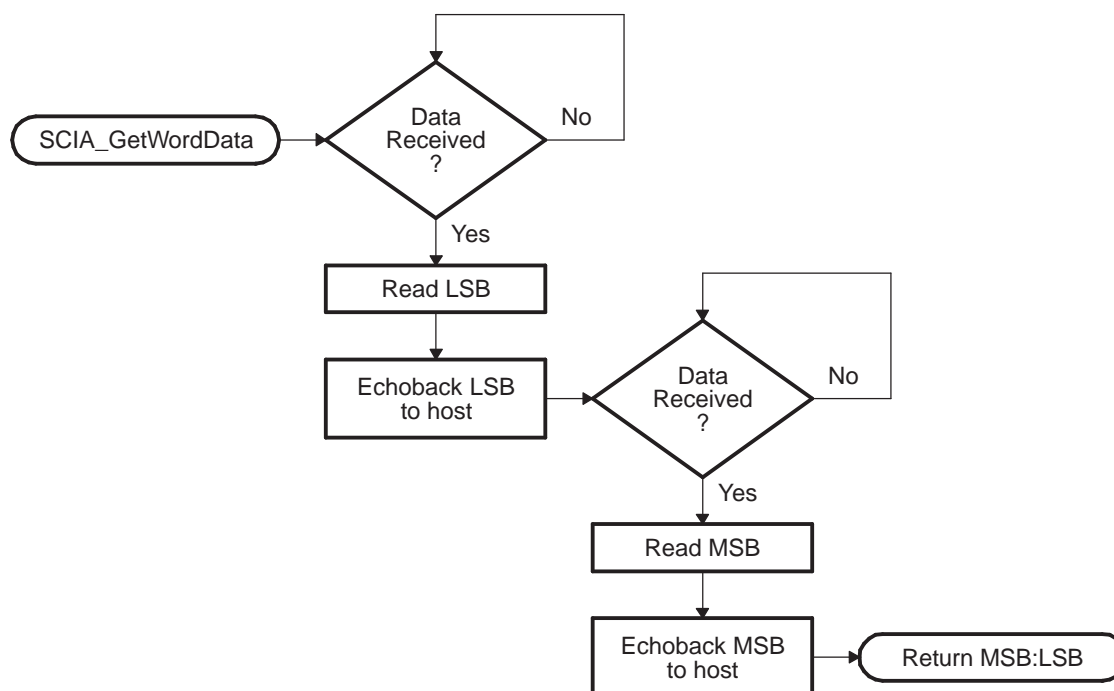 SCIA_GetWordData
Data
Received
?
No
Yes
Read LSB
Echoback LSB
to host
Data
Received
?
No
Yes
Read MSB
Echoback MSB
to host
Return MSB:LSB